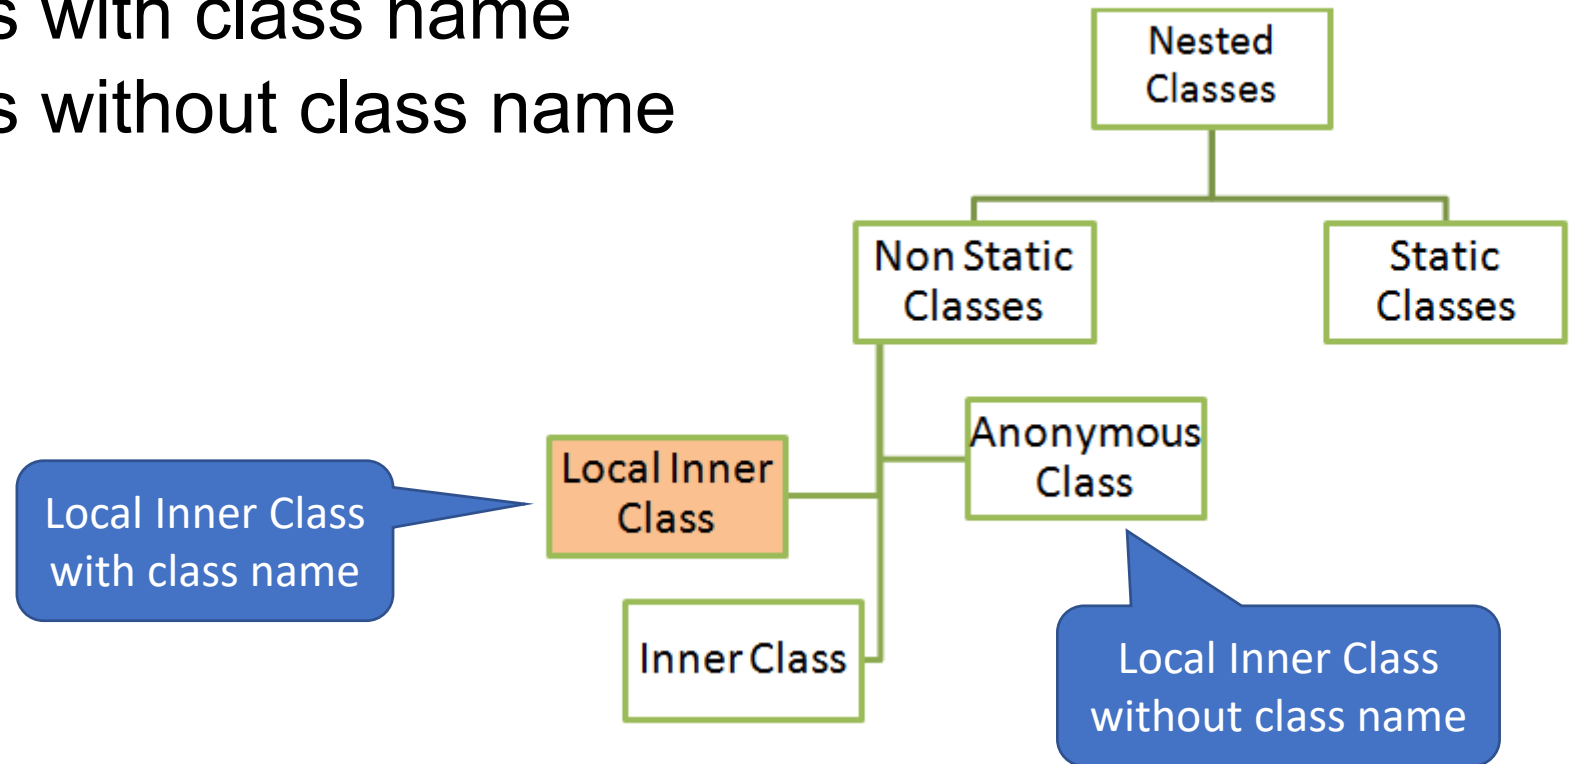 s with class name
s without class name
Nested
Classes
Non Static
Classes
Static
Classes
Anonymous
Class
Local Inner
Class
Local Inner Class
with class name
Inner Class
Local Inner Class
without class name